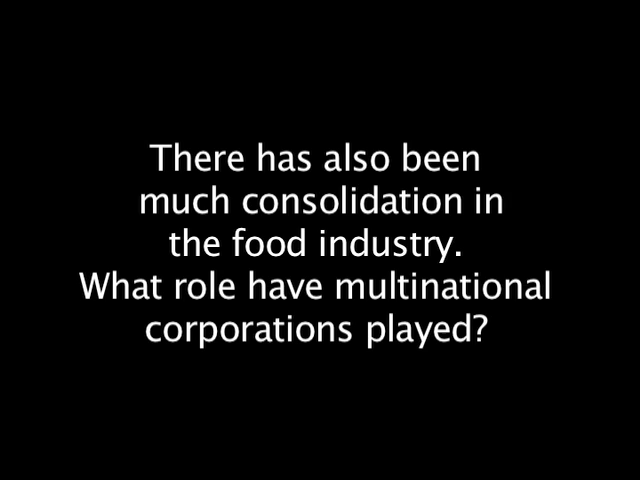 There has also been
much consolidation in
the food industry.
What role have multinational
corporations played?